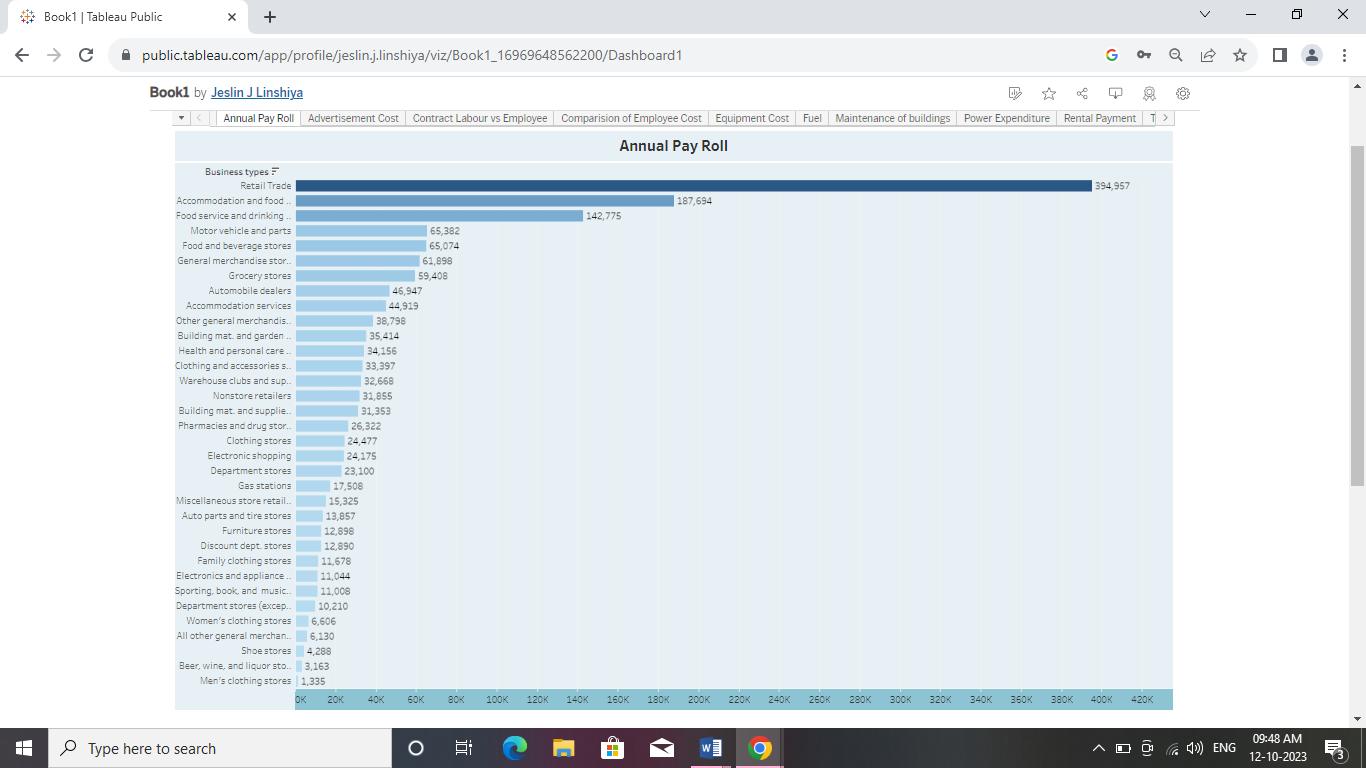 Book1 | Tableau Public
public.tableau.com/app/profile/jeslin.j.linshiya/viz/Book1_16969648562200/Dashboard1
Book1 by Jeslin J Linshiya
Annual Pay Roll Advertisement Cost Contract Labour vs Employee Comparision of Employee Cost Equipment Cost Fuel Maintenance of buildings Power Expenditure Rental Payment T
Annual Pay Roll
Business types
Retail Trade 394,957
Accommodation and food .. 187,694
Food service and drinking .. 142,775
Motor vehicle and parts 65,382
Food and beverage stores 65,074
General merchandise stor.. 61,898
Grocery stores 59,408
Automobile dealers 46,947
Accommodation services 44,919
Other general merchandis.. 38,798
Building mat. and garden .. 35,414
Health and personal care .. 34,156
Clothing and accessories s.. 33,397
Warehouse clubs and sup.. 32,668
Nonstore retailers 31,855
Building mat. and supplie.. 31,353
Pharmacies and drug stor.. 26,322
Clothing stores 24,477
Electronic shopping 24,175
Department stores 23,100
Gas stations 17,508
Miscellaneous store retail.. 15,325
Auto parts and tire stores 13,857
Furniture stores 12,898
Discount dept. stores 12,890
Family clothing stores 11,678
Electronics and appliance .. 11,044
Sporting, book, and music.. 11,008
Department stores (excep.. 10,210
Women's clothing stores 6,606
All other general merchan.. 6,130
Shoe stores 4,288
Beer, wine, and liquor sto.. 3,163
Men's clothing stores 1,335
0K 20K 40K 60K 80K 100K 120K 140K 160K 180K 200K 220K 240K 260K 280K 300K 320K 340K 360K 380K 400K 420K
Type here to search
ENG
09:48 AM
12-10-2023
3